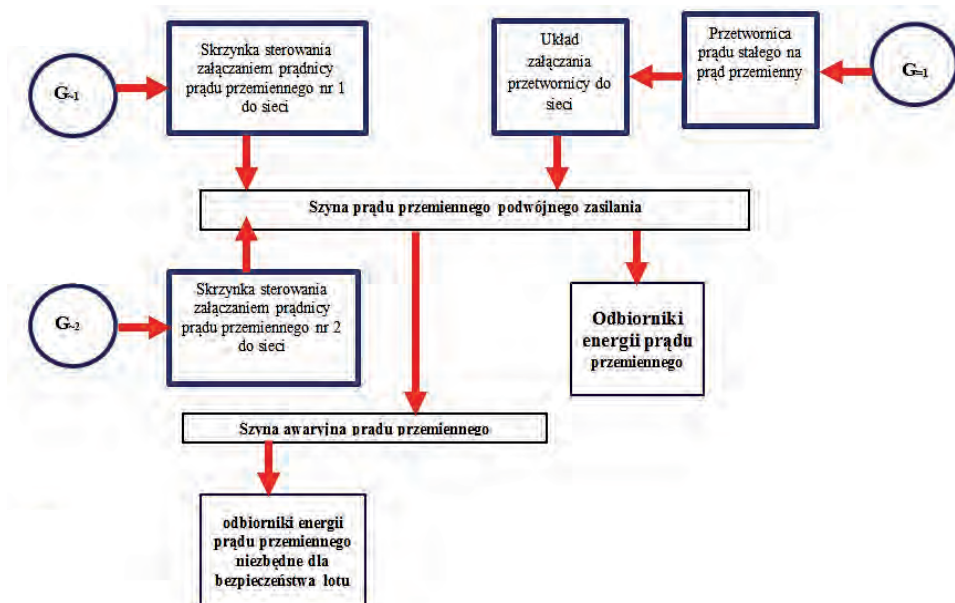 G~1
Skrzynka sterowania
załączaniem prądnicy
prądu przemiennego nr 1
do sieci
Układ
załączania
przetwornicy do
sieci
Przetwornica
prądu stałego na
prąd przemienny
G=1
Szyna prądu przemiennego podwójnego zasilania
G~2
Skrzynka sterowania
załączaniem prądnicy
prądu przemiennego nr 2
do sieci
Odbiorniki
energii prądu
przemiennego
Szyna awaryjna prądu przemiennego
odbiorniki energii
prądu przemiennego
niezbędne dla
bezpieczeństwa lotu